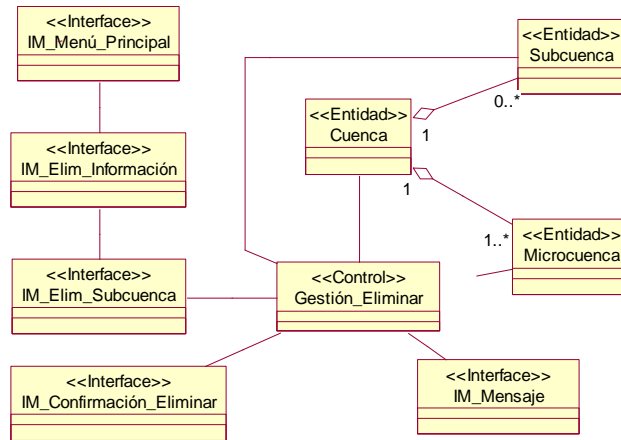 <<Interface>>
IM_Menú_Principal
<<Entidad>>
Subcuenca
0..*
<<Entidad>>
Cuenca
1
1
<<Interface>>
IM_Elim_Información
1..*
<<Entidad>>
Microcuenca
<<Interface>>
IM_Elim_Subcuenca
<<Control>>
Gestión_Eliminar
<<Interface>>
IM_Confirmación_Eliminar
<<Interface>>
IM_Mensaje